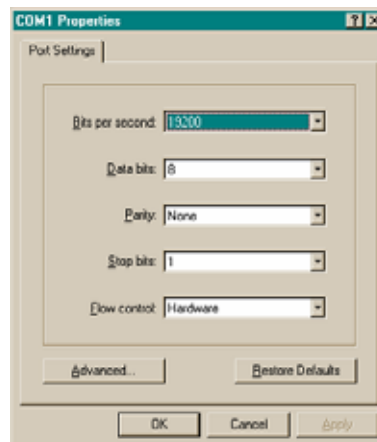 COM1 Properties
Port Settings
Bits per second: 19200
Data bits: 8
Parity: None
Stop bits: 1
Flow control: Hardware
Advanced... Restore Defaults
OK Cancel Apply